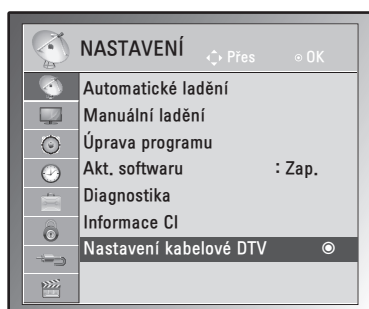 NASTAVENÍ Přes OK
Automatické ladění
Manuální ladění
Úprava programu
Akt. softwaru : Zap.
Diagnostika
Informace CI
Nastavení kabelové DTV